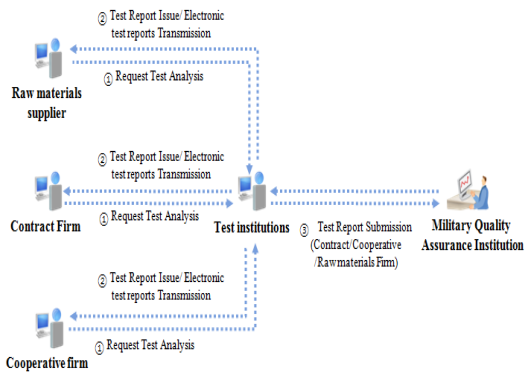 ② Test Report Issue/ Electronic
test reports Transmission
① Request Test Analysis
Raw materials
supplier
② Test Report Issue/ Electronic
test reports Transmission
① Request Test Analysis
Contract Firm
Test institutions
③ Test Report Submission
(Contract/Cooperative
/Raw materials Firm)
Military Quality
Assurance Institution
② Test Report Issue/ Electronic
test reports Transmission
① Request Test Analysis
Cooperative firm